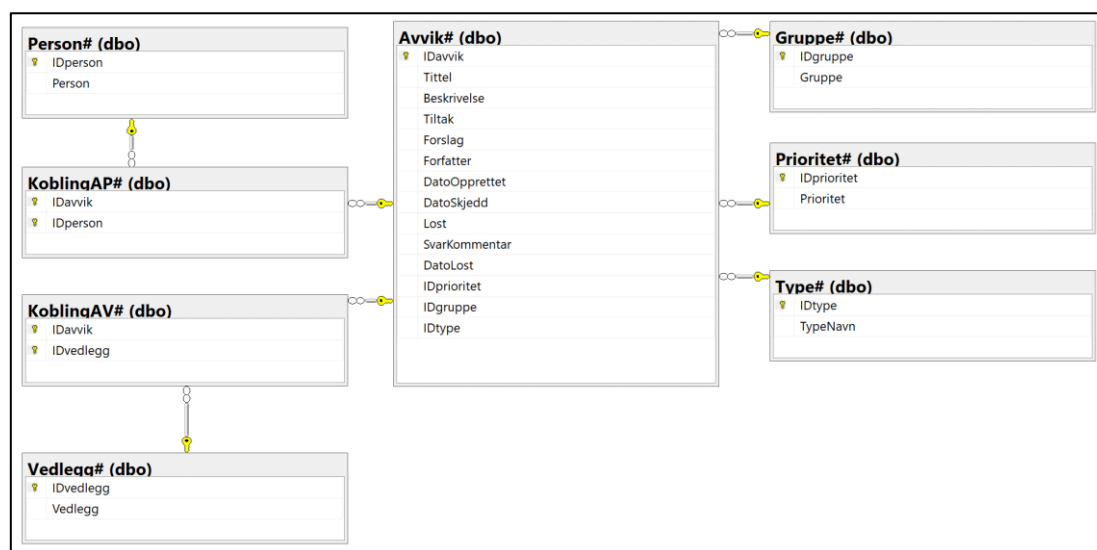 Person# (dbo)
IDperson
Person
KoblingAP# (dbo)
IDavvik
IDperson
KoblingAV# (dbo)
IDavvik
IDvedlegg
Vedlegg# (dbo)
IDvedlegg
Vedlegg
Avvik# (dbo)
IDavvik
Tittel
Beskrivelse
Tiltak
Forslag
Forfatter
DatoOpprettet
DatoSkjedd
Lost
SvarKommentar
DatoLost
IDprioritet
IDgruppe
IDtype
Gruppe# (dbo)
IDgruppe
Gruppe
Prioritet# (dbo)
IDprioritet
Prioritet
Type# (dbo)
IDtype
TypeNavn